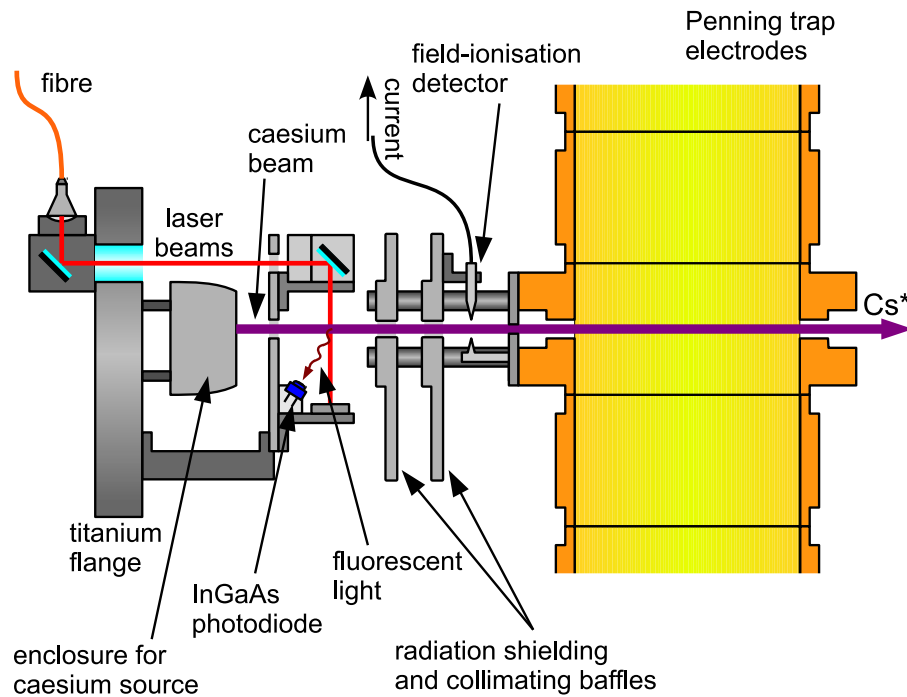 Penning trap
electrodes
field-ionisation
detector
fibre
current
caesium
beam
laser
beams
Cs*
titanium
flange
fluorescent
light
InGaAs
photodiode
enclosure for
caesium source
radiation shielding
and collimating baffles